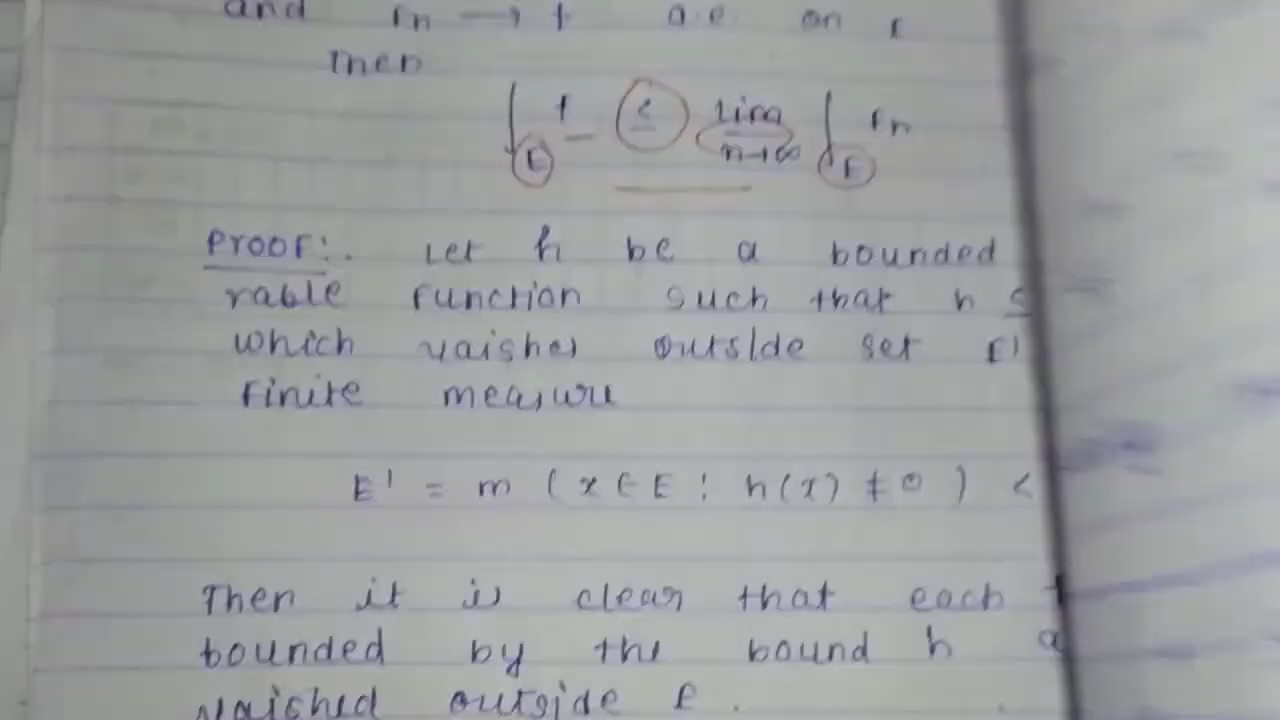 and fn → f a.e. on E
Then
∫E f ≤ lim n→∞ ∫E fn
Proof:. Let h be a bounded
rable function such that h ≤
which vaishes outside set E'
Finite measure
E' = m (x ∈ E : h(x) ≠ 0) <
Then it is clear that each f
bounded by the bound h a
vaished outside E.